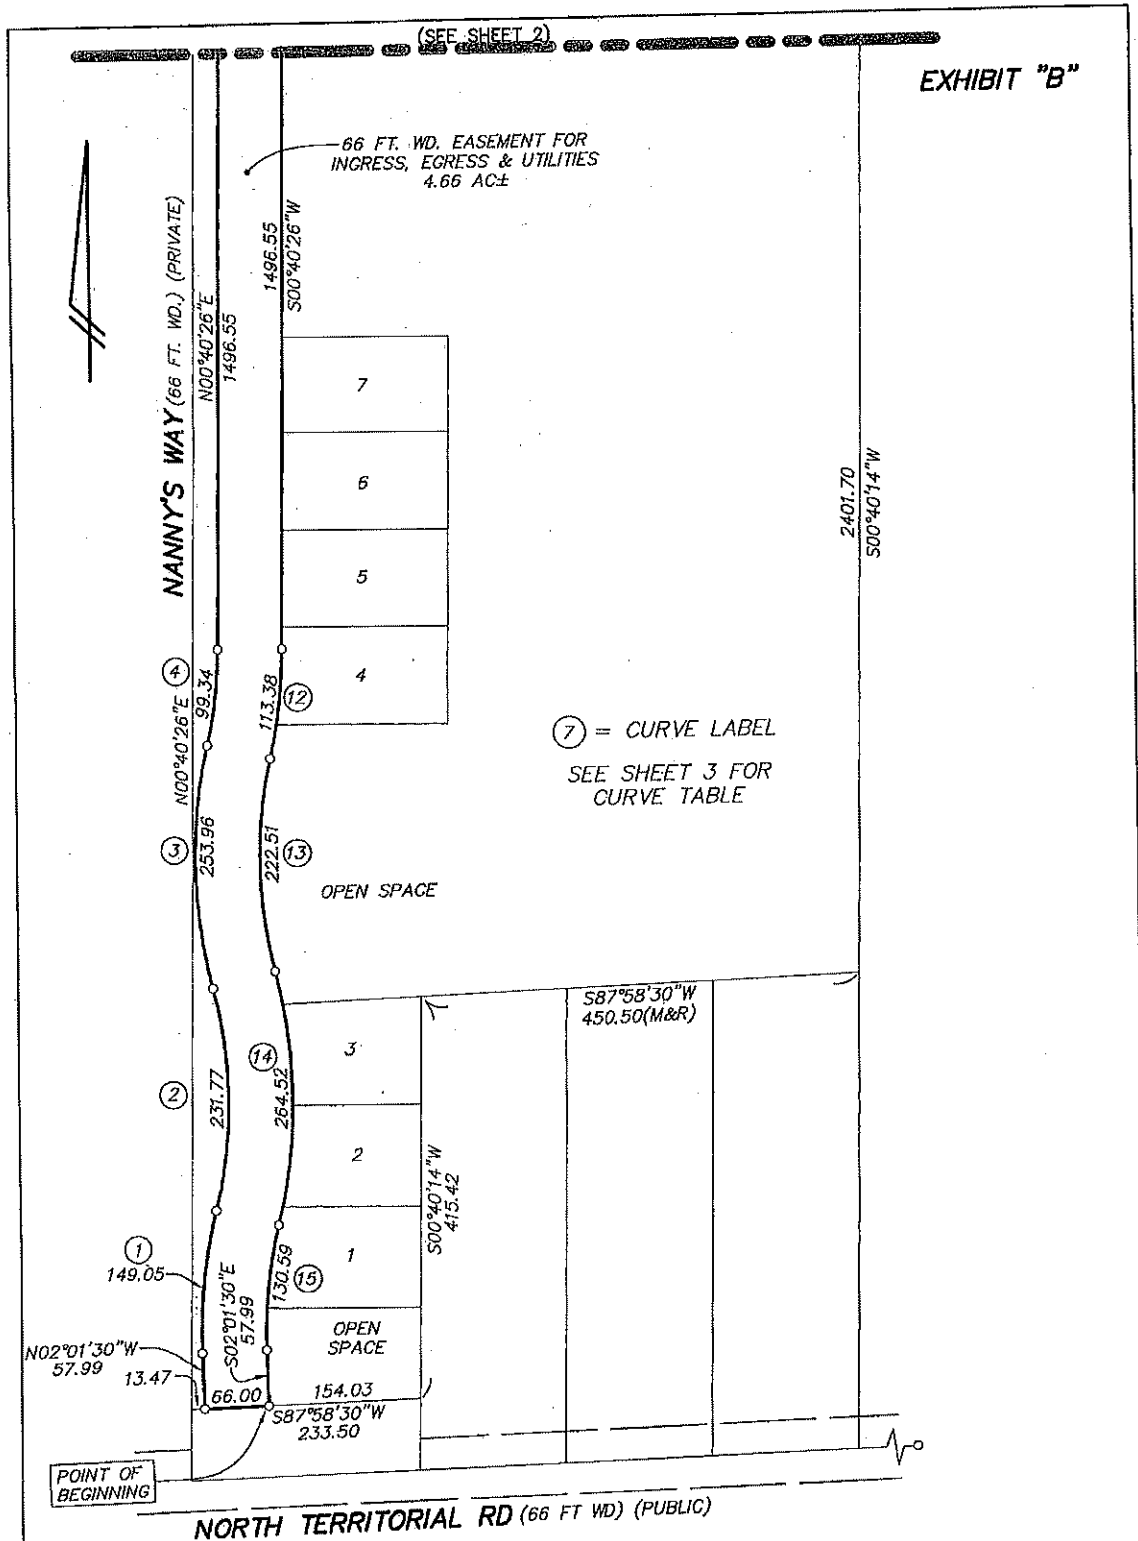 (SEE SHEET 2)
EXHIBIT "B"
66 FT. WD. EASEMENT FOR
INGRESS, EGRESS & UTILITIES
4.66 AC±
NANNY'S WAY (66 FT. WD.) (PRIVATE)
N00°40'26"E
1496.55
1496.55
S00°40'26"W
7
6
5
4
2401.70
S00°40'14"W
4
N00°40'26"E
99.34
113.38
12
7 = CURVE LABEL
SEE SHEET 3 FOR
CURVE TABLE
3
253.96
222.51
13
OPEN SPACE
S87°58'30"W
450.50(M&R)
3
14
264.52
2
231.77
2
S00°40'14"W
415.42
1
149.05
130.59
15
1
S02°01'30"E
57.99
OPEN
SPACE
N02°01'30"W
57.99
13.47
66.00
154.03
S87°58'30"W
233.50
POINT OF
BEGINNING
NORTH TERRITORIAL RD (66 FT WD) (PUBLIC)